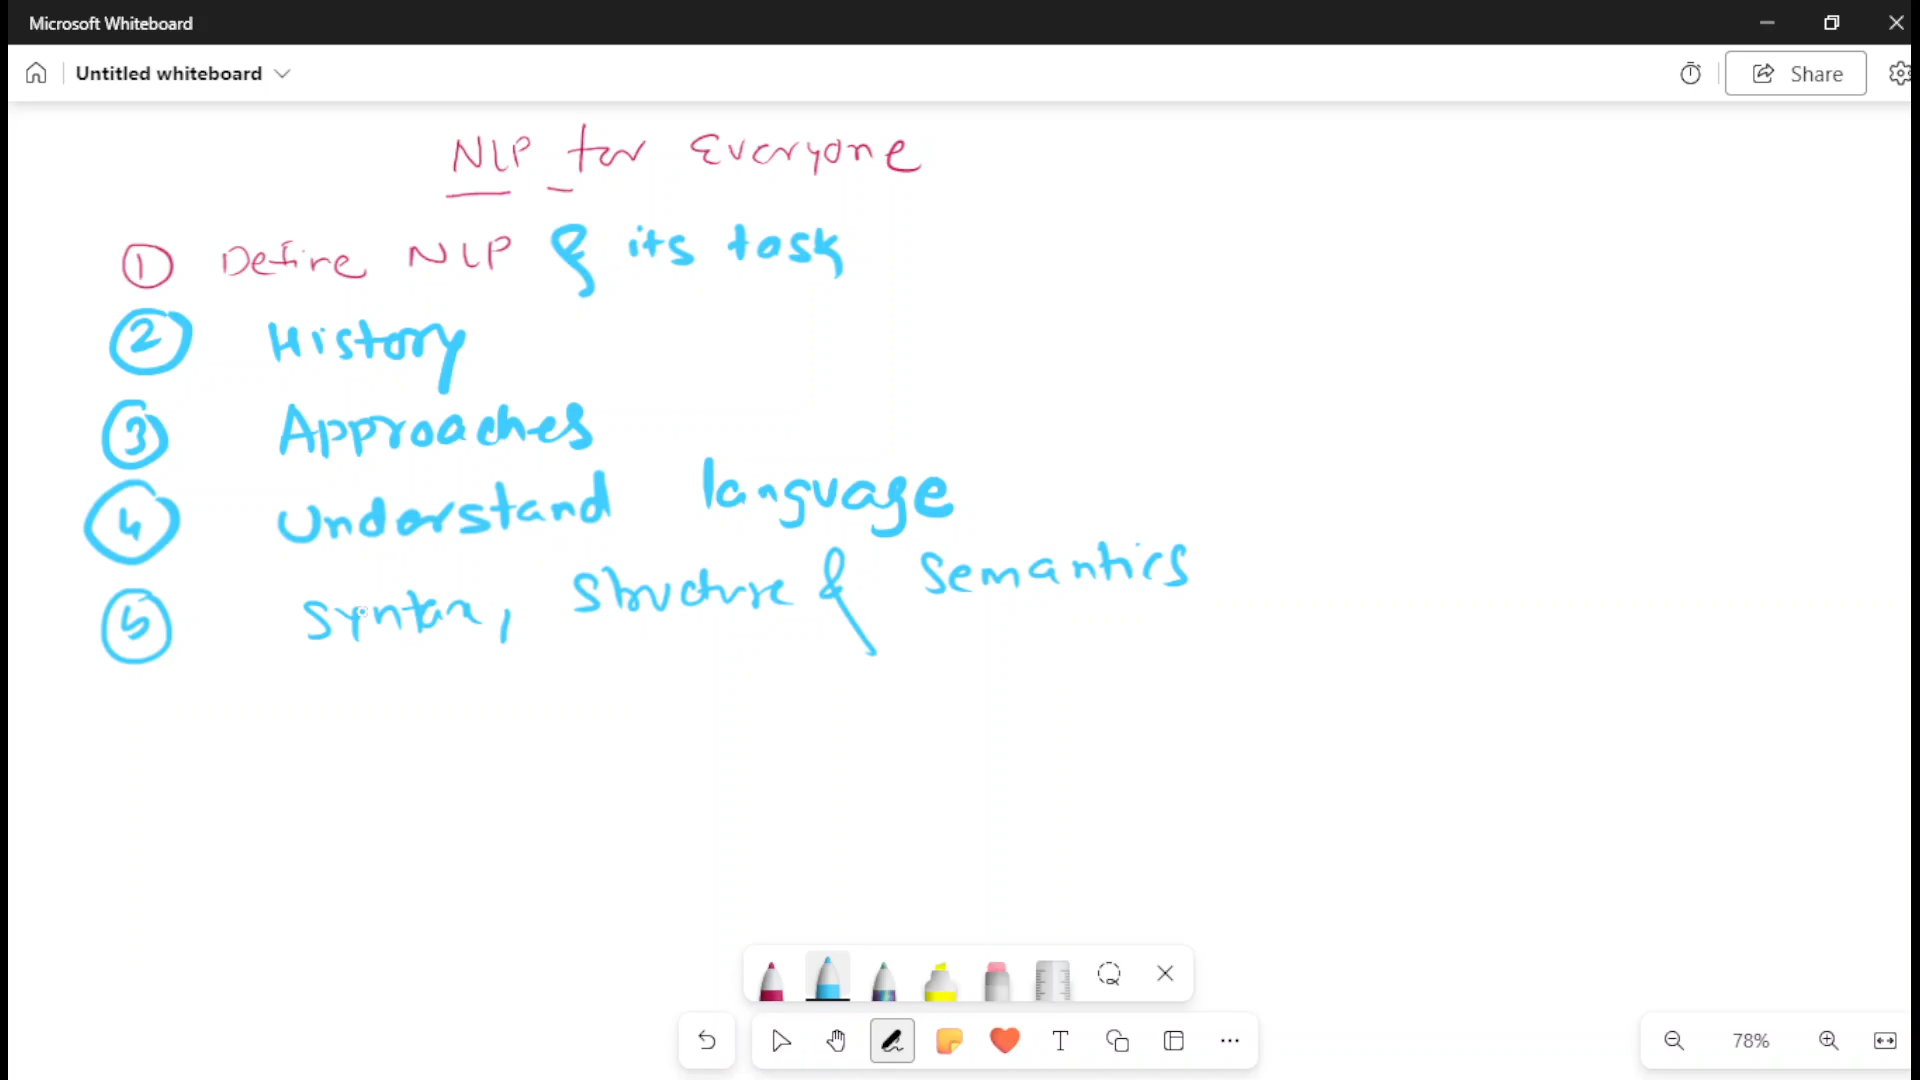 Microsoft Whiteboard
Untitled whiteboard
Share
NLP for Everyone
1 Define NLP & its task
2 History
3 Approaches
4 Understand language
5 Syntax, Structure & Semantics
78%